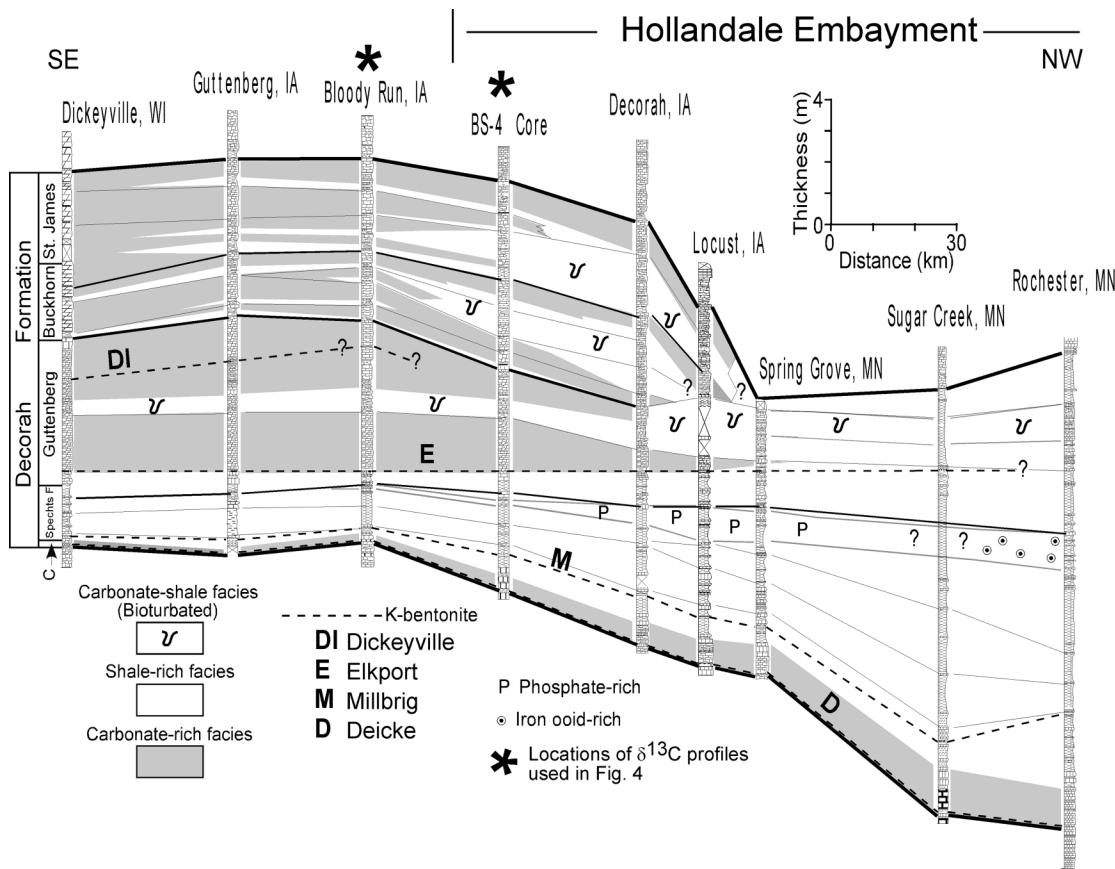 Hollandale Embayment
SE
NW
Dickeyville, WI
Guttenberg, IA
*
Bloody Run, IA
*
BS-4 Core
Decorah, IA
Locust, IA
Spring Grove, MN
Sugar Creek, MN
Rochester, MN
4
Thickness (m)
0
0
30
Distance (km)
Decorah
Formation
St. James
Buckhorn
Guttenberg
Spechts F
C
DI
?
?
E
M
D
P
P
P
P
?
?
?
?
?
Carbonate-shale facies
(Bioturbated)
Shale-rich facies
Carbonate-rich facies
K-bentonite
DI Dickeyville
E Elkport
M Millbrig
D Deicke
P Phosphate-rich
Iron ooid-rich
* Locations of δ13C profiles
used in Fig. 4